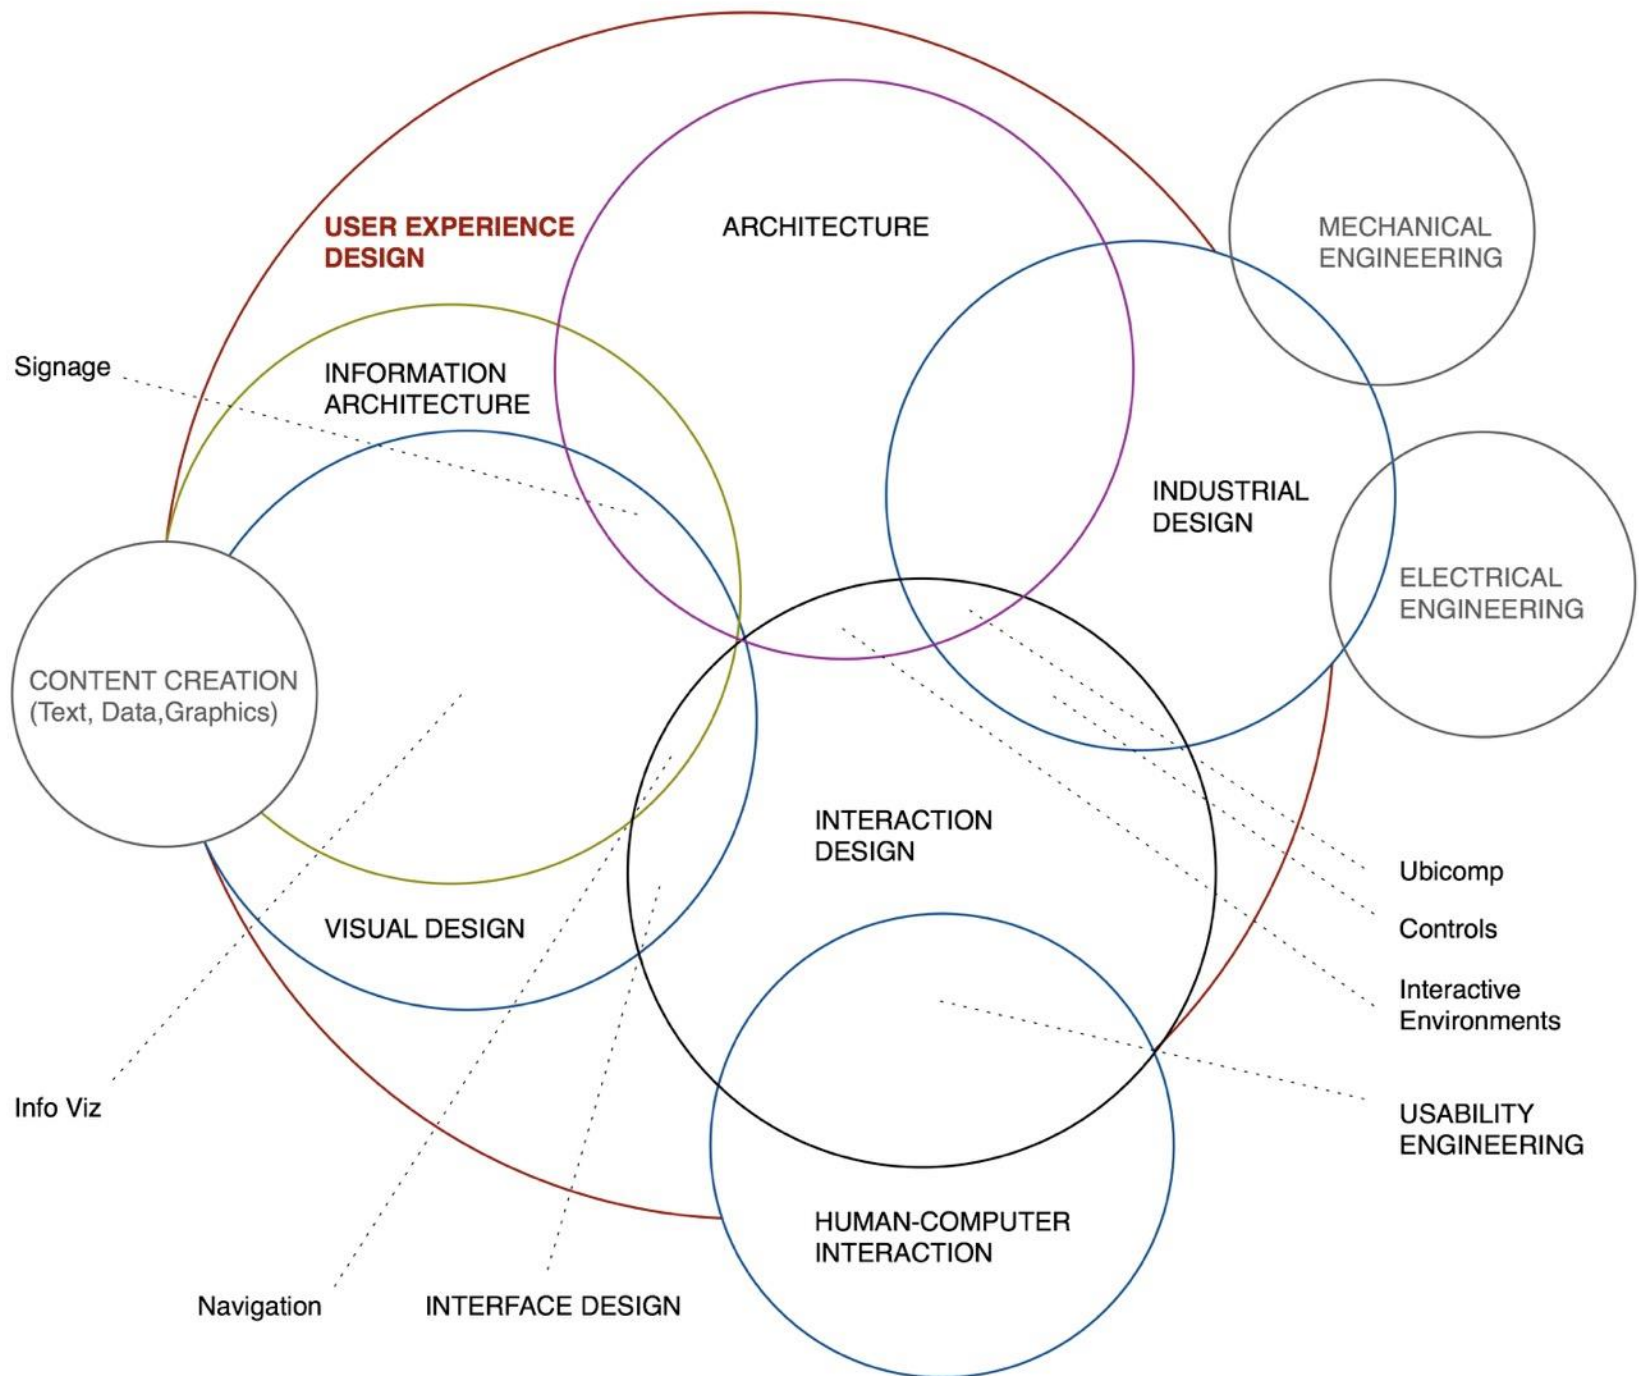 USER EXPERIENCE
DESIGN
ARCHITECTURE
MECHANICAL
ENGINEERING
Signage
INFORMATION
ARCHITECTURE
INDUSTRIAL
DESIGN
ELECTRICAL
ENGINEERING
CONTENT CREATION
(Text, Data,Graphics)
INTERACTION
DESIGN
VISUAL DESIGN
Ubicomp
Controls
Interactive
Environments
Info Viz
USABILITY
ENGINEERING
HUMAN-COMPUTER
INTERACTION
Navigation
INTERFACE DESIGN